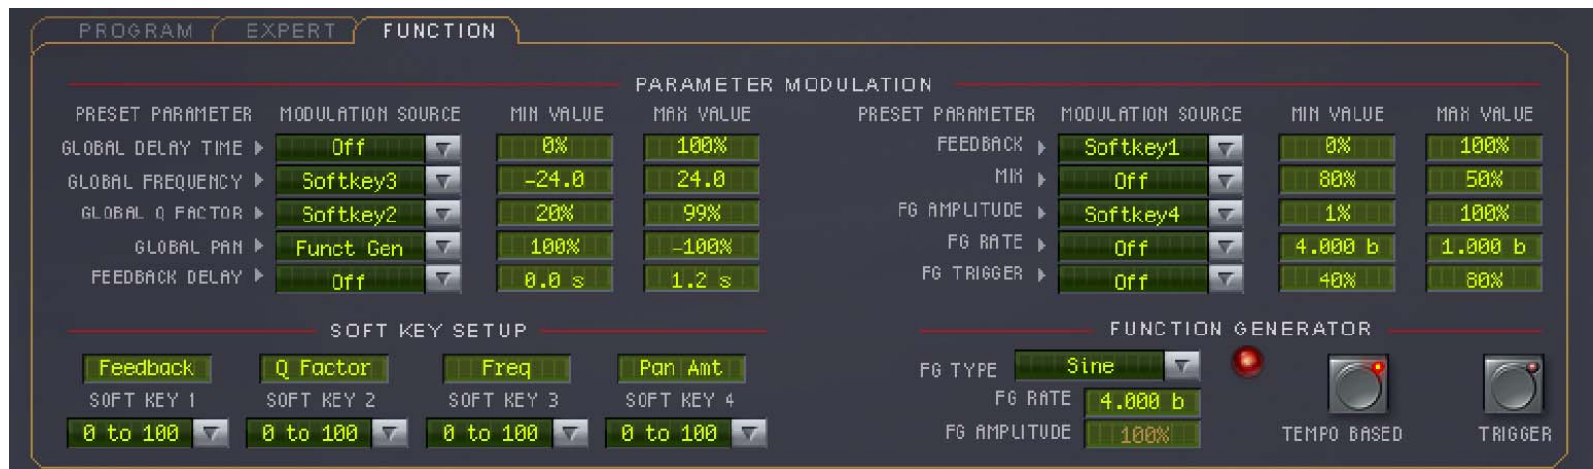 PROGRAM EXPERT FUNCTION
PARAMETER MODULATION
PRESET PARAMETER MODULATION SOURCE MIN VALUE MAX VALUE PRESET PARAMETER MODULATION SOURCE MIN VALUE MAX VALUE
GLOBAL DELAY TIME Off 0% 100% FEEDBACK Softkey1 0% 100%
GLOBAL FREQUENCY Softkey3 -24.0 24.0 MIX Off 80% 50%
GLOBAL Q FACTOR Softkey2 20% 99% FG AMPLITUDE Softkey4 1% 100%
GLOBAL PAN Funct Gen 100% -100% FG RATE Off 4.000 b 1.000 b
FEEDBACK DELAY Off 0.0 s 1.2 s FG TRIGGER Off 40% 80%
SOFT KEY SETUP FUNCTION GENERATOR
Feedback Q Factor Freq Pan Amt FG TYPE Sine
SOFT KEY 1 SOFT KEY 2 SOFT KEY 3 SOFT KEY 4 FG RATE 4.000 b
0 to 100 0 to 100 0 to 100 0 to 100 FG AMPLITUDE 100% TEMPO BASED TRIGGER